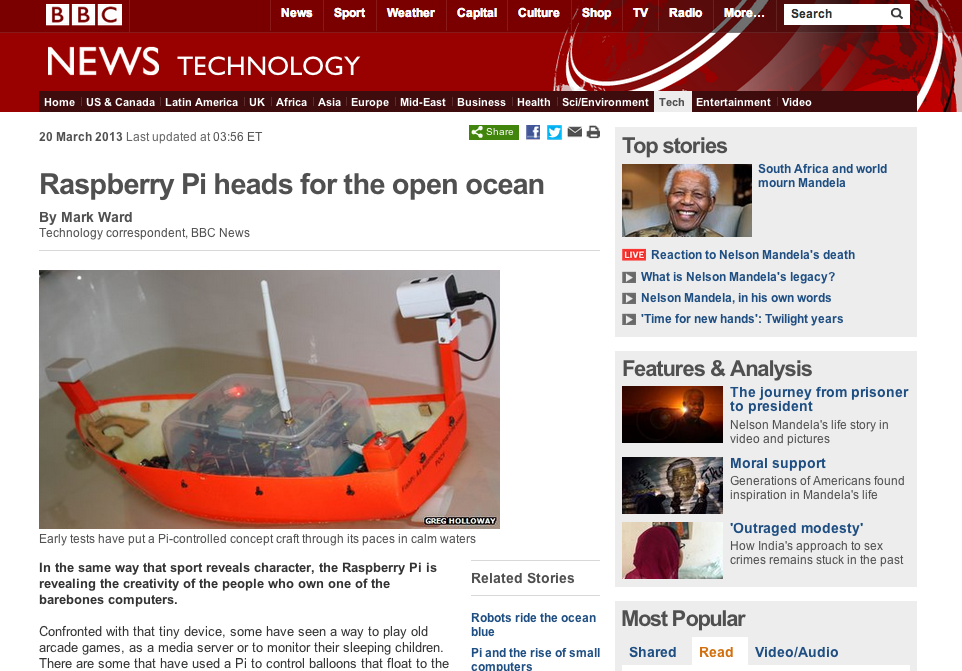 BBC
News Sport Weather Capital Culture Shop TV Radio More... Search
NEWS TECHNOLOGY
Home US & Canada Latin America UK Africa Asia Europe Mid-East Business Health Sci/Environment Tech Entertainment Video
20 March 2013 Last updated at 03:56 ET
Share
Raspberry Pi heads for the open ocean
By Mark Ward
Technology correspondent, BBC News
GREG HOLLOWAY
Early tests have put a Pi-controlled concept craft through its paces in calm waters
In the same way that sport reveals character, the Raspberry Pi is
revealing the creativity of the people who own one of the
barebones computers.
Confronted with that tiny device, some have seen a way to play old
arcade games, as a media server or to monitor their sleeping children.
There are some that have used a Pi to control balloons that float to the
Related Stories
Robots ride the ocean
blue
Pi and the rise of small
computers
Top stories
South Africa and world
mourn Mandela
LIVE Reaction to Nelson Mandela's death
What is Nelson Mandela's legacy?
Nelson Mandela, in his own words
'Time for new hands': Twilight years
Features & Analysis
The journey from prisoner
to president
Nelson Mandela's life story in
video and pictures
Moral support
Generations of Americans found
inspiration in Mandela's life
'Outraged modesty'
How India's approach to sex
crimes remains stuck in the past
Most Popular
Shared Read Video/Audio